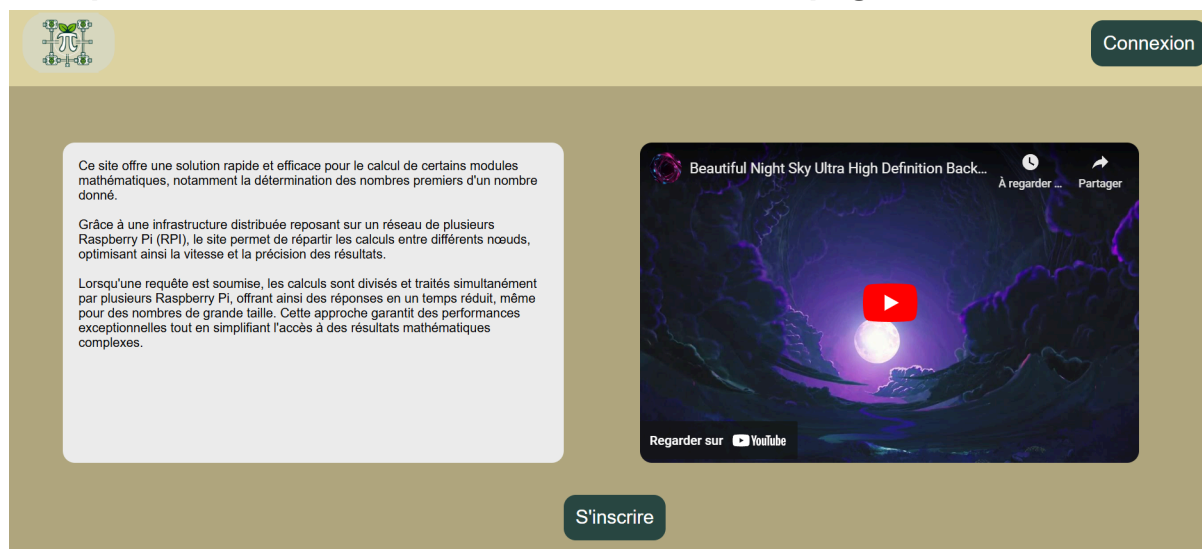 π
Connexion
Ce site offre une solution rapide et efficace pour le calcul de certains modules
mathématiques, notamment la détermination des nombres premiers d'un nombre
donné.
Grâce à une infrastructure distribuée reposant sur un réseau de plusieurs
Raspberry Pi (RPI), le site permet de répartir les calculs entre différents nœuds,
optimisant ainsi la vitesse et la précision des résultats.
Lorsqu'une requête est soumise, les calculs sont divisés et traités simultanément
par plusieurs Raspberry Pi, offrant ainsi des réponses en un temps réduit, même
pour des nombres de grande taille. Cette approche garantit des performances
exceptionnelles tout en simplifiant l'accès à des résultats mathématiques
complexes.
Beautiful Night Sky Ultra High Definition Back...
À regarder ...
Partager
Regarder sur YouTube
S'inscrire